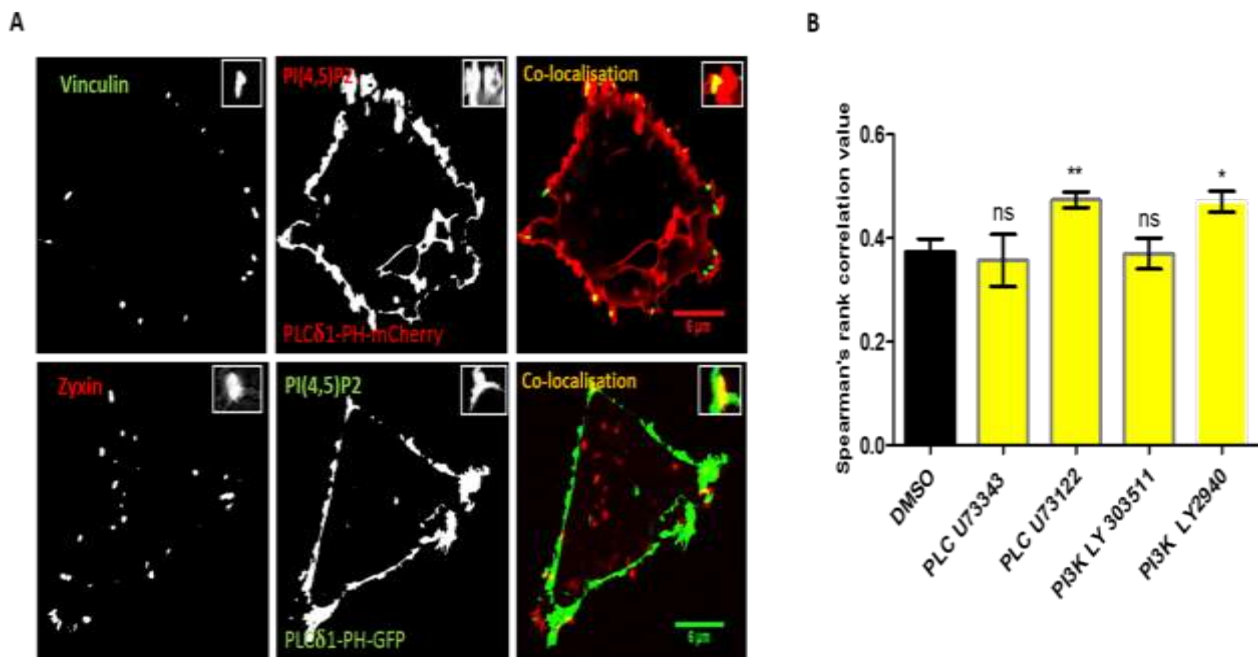 A
B
Vinculin
PI(4,5)P2
Co-localisation
PLCδ1-PH-mCherry
6 µm
Zyxin
PI(4,5)P2
Co-localisation
PLCδ1-PH-GFP
6 µm
Spearman's rank correlation value
0.6
0.4
0.2
0.0
ns
**
ns
*
DMSO
PLC U73343
PLC U73122
PI3K LY 303511
PI3K LY2940